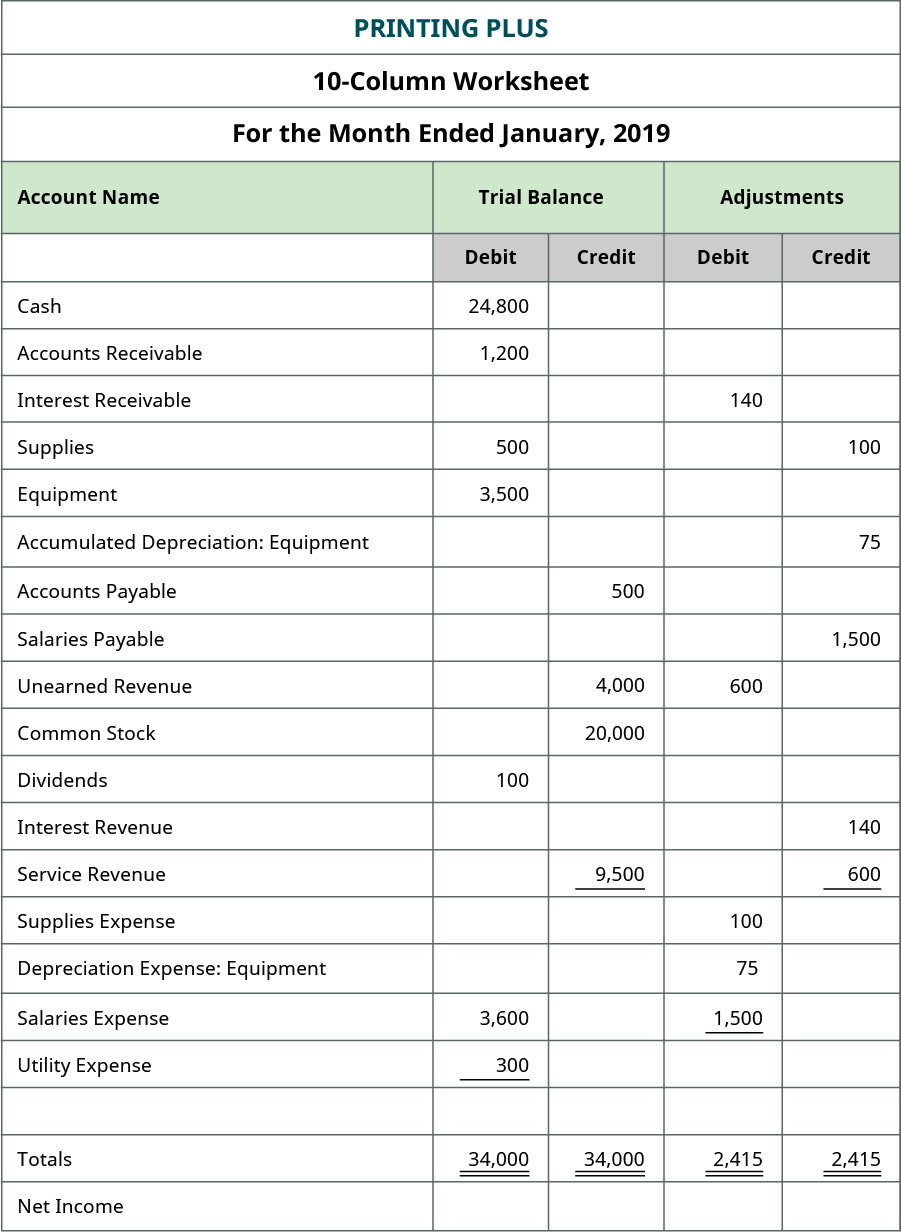 PRINTING PLUS
10-Column Worksheet
For the Month Ended January, 2019
Account Name Trial Balance Adjustments
Debit Credit Debit Credit
Cash 24,800
Accounts Receivable 1,200
Interest Receivable 140
Supplies 500 100
Equipment 3,500
Accumulated Depreciation: Equipment 75
Accounts Payable 500
Salaries Payable 1,500
Unearned Revenue 4,000 600
Common Stock 20,000
Dividends 100
Interest Revenue 140
Service Revenue 9,500 600
Supplies Expense 100
Depreciation Expense: Equipment 75
Salaries Expense 3,600 1,500
Utility Expense 300
Totals 34,000 34,000 2,415 2,415
Net Income